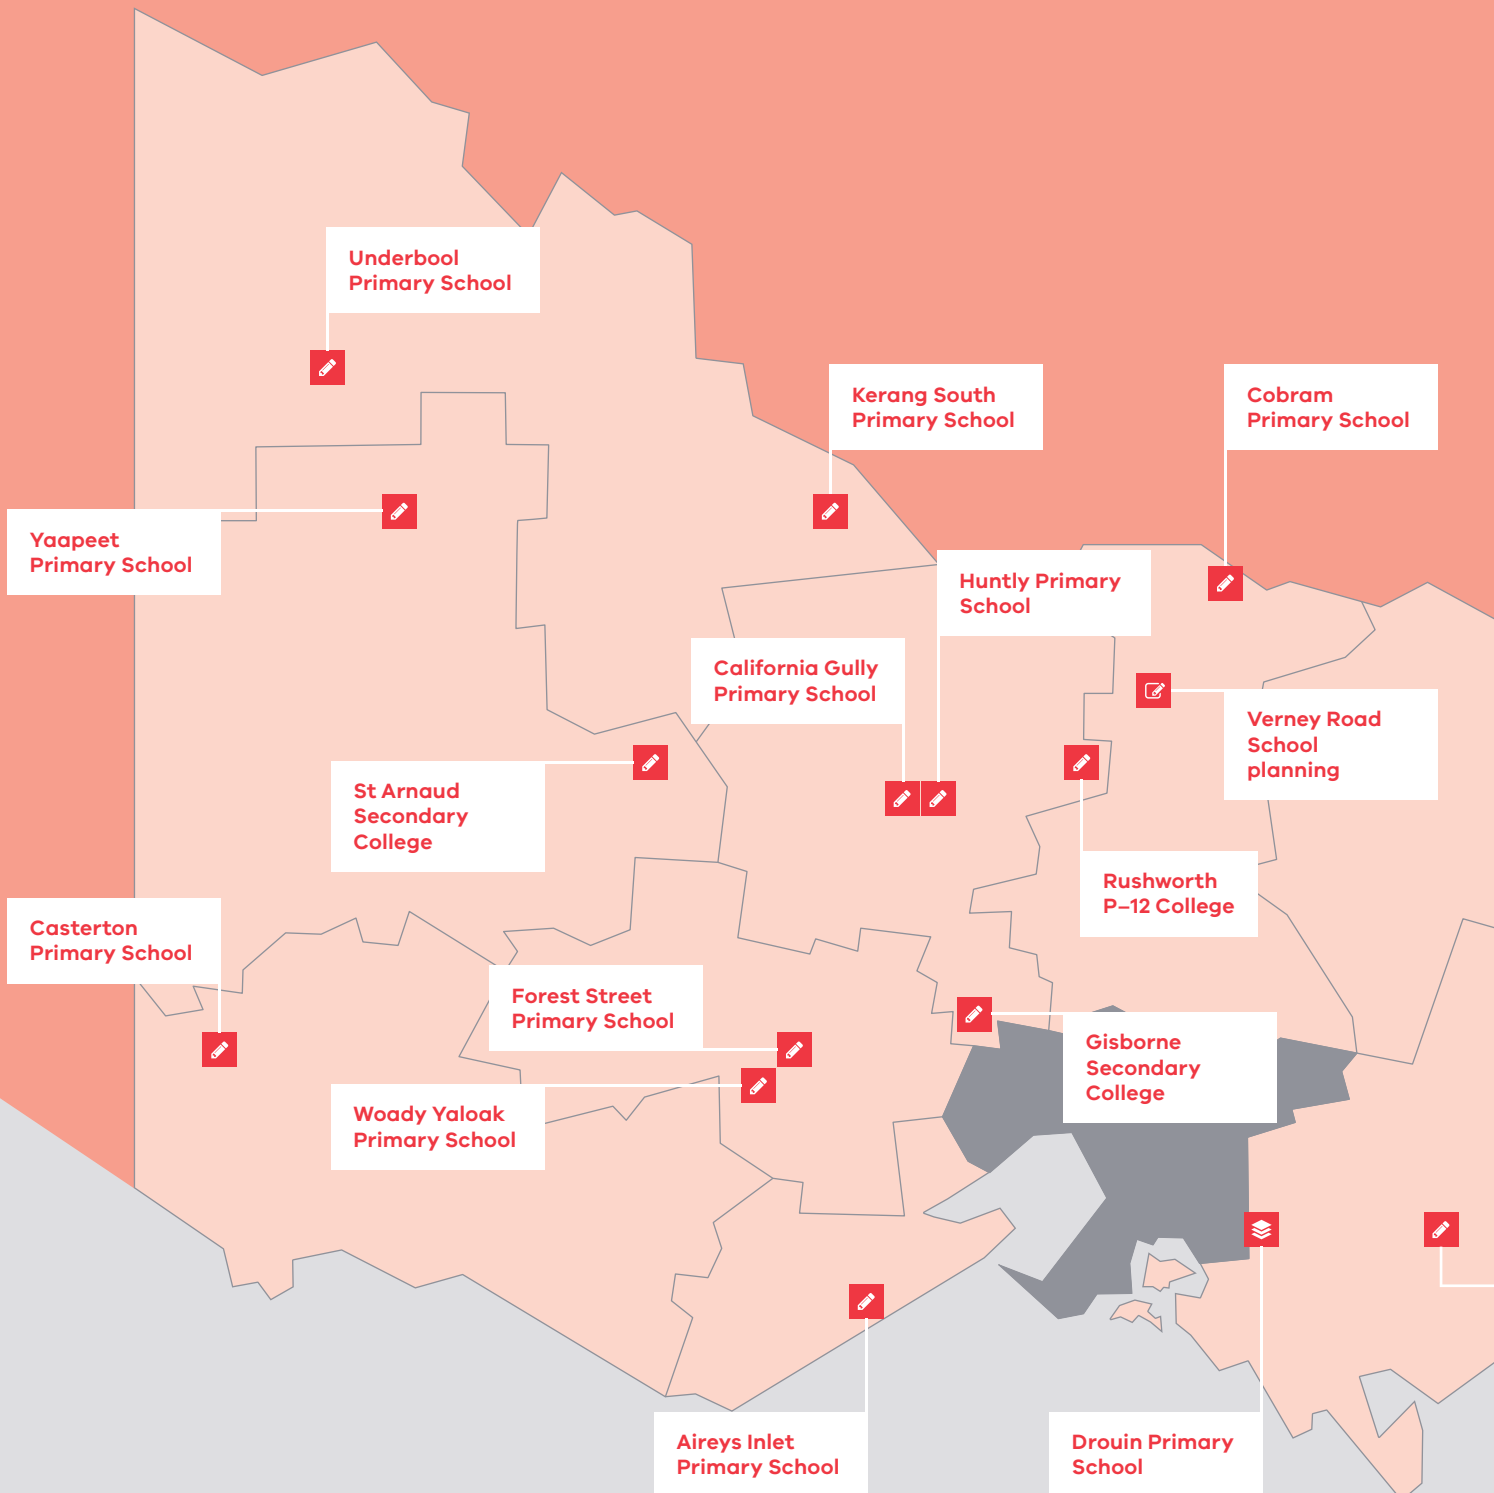 Underbool
Primary School
Kerang South
Primary School
Cobram
Primary School
Yaapeet
Primary School
Huntly Primary
School
California Gully
Primary School
Verney Road
School
planning
St Arnaud
Secondary
College
Rushworth
P–12 College
Casterton
Primary School
Forest Street
Primary School
Gisborne
Secondary
College
Woady Yaloak
Primary School
Aireys Inlet
Primary School
Drouin Primary
School